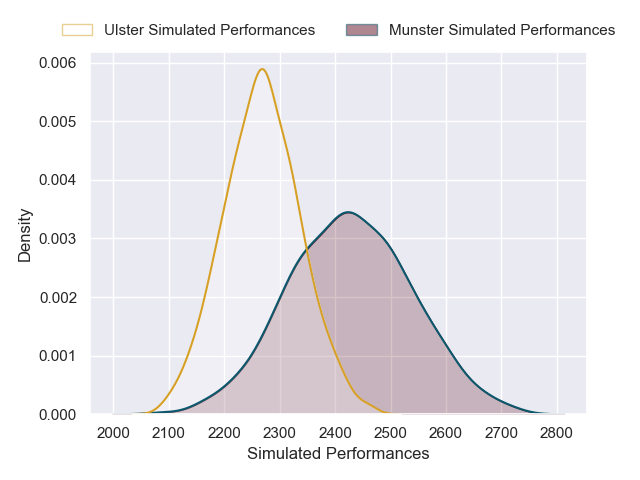 Ulster Simulated Performances Munster Simulated Performances
0.006
0.005
0.004
0.003
0.002
0.001
0.000
Density
2000 2100 2200 2300 2400 2500 2600 2700 2800
Simulated Performances